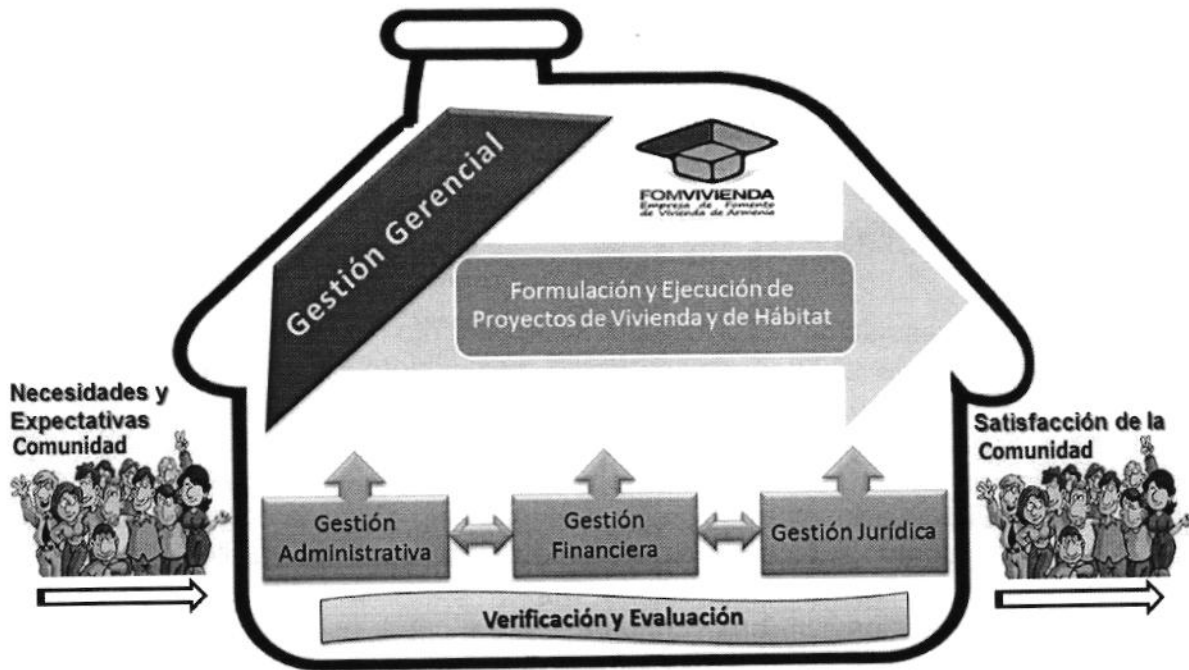 Gestión Gerencial
FOMVIVIENDA
Empresa de Fomento
de Vivienda de Armenia
Formulación y Ejecución de
Proyectos de Vivienda y de Hábitat
Necesidades y
Expectativas
Comunidad
Satisfacción de la
Comunidad
Gestión
Administrativa
Gestión
Financiera
Gestión Jurídica
Verificación y Evaluación